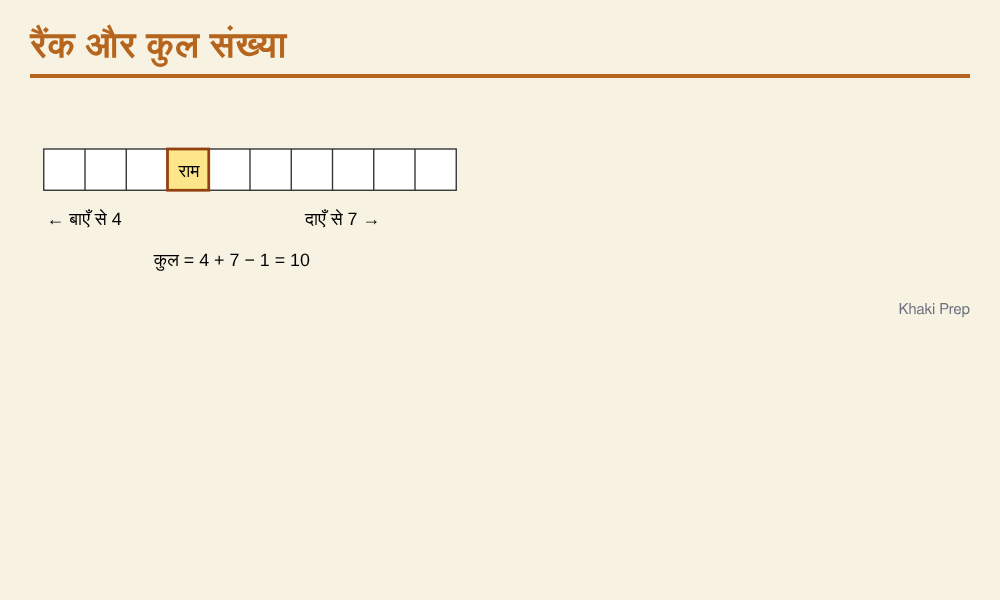 रैंक और कुल संख्या
राम
← बाएँ से 4
दाएँ से 7 →
कुल = 4 + 7 − 1 = 10
Khaki Prep